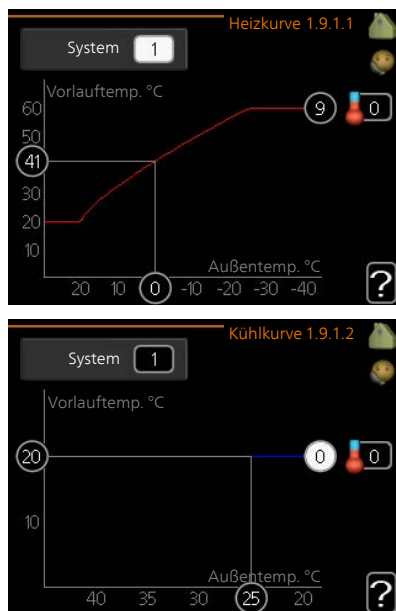 Heizkurve 1.9.1.1
System 1
Vorlauftemp. °C
60
9
0
50
41
30
20
10
Außentemp. °C
20 10 0 -10 -20 -30 -40
?
Kühlkurve 1.9.1.2
System 1
Vorlauftemp. °C
20
0
0
10
Außentemp. °C
40 35 30 25 20
?